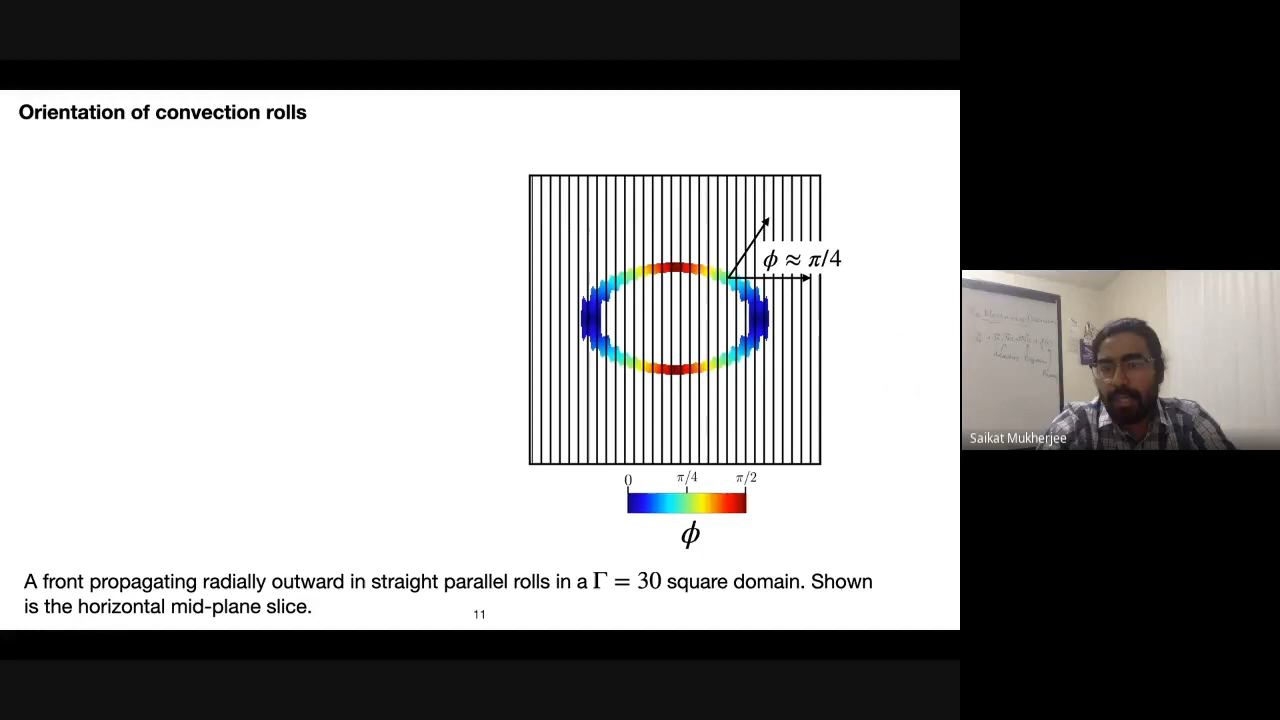 Orientation of convection rolls
ϕ ≈ π/4
0 π/4 π/2
ϕ
A front propagating radially outward in straight parallel rolls in a Γ = 30 square domain. Shown
is the horizontal mid-plane slice.
11
Saikat Mukherjee